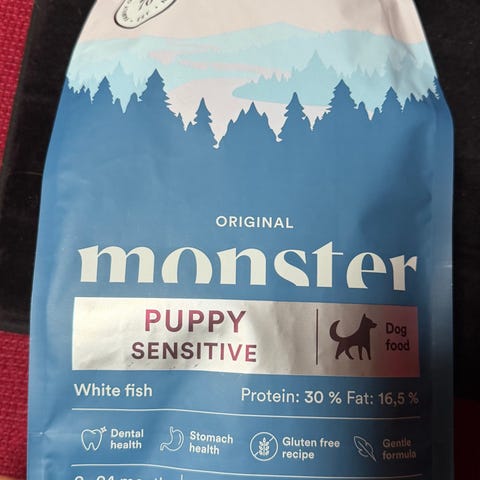 ORIGINAL
monster
PUPPY
SENSITIVE
Dog
food
White fish
Protein: 30 % Fat: 16,5 %
Dental
health
Stomach
health
Gluten free
recipe
Gentle
formula